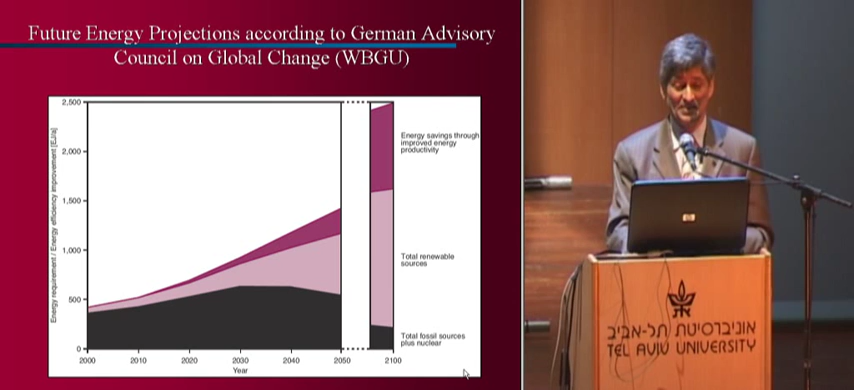 Future Energy Projections according to German Advisory
Council on Global Change (WBGU)
Energy requirement / Energy efficiency improvement [EJ/a]
2,500
2,000
1,500
1,000
500
0
2000
2010
2020
2030
2040
2050
2100
Year
Energy savings through
improved energy
productivity
Total renewable
sources
Total fossil sources
plus nuclear
hp
אוניברסיטת תל-אביב
TEL AVIV UNIVERSITY